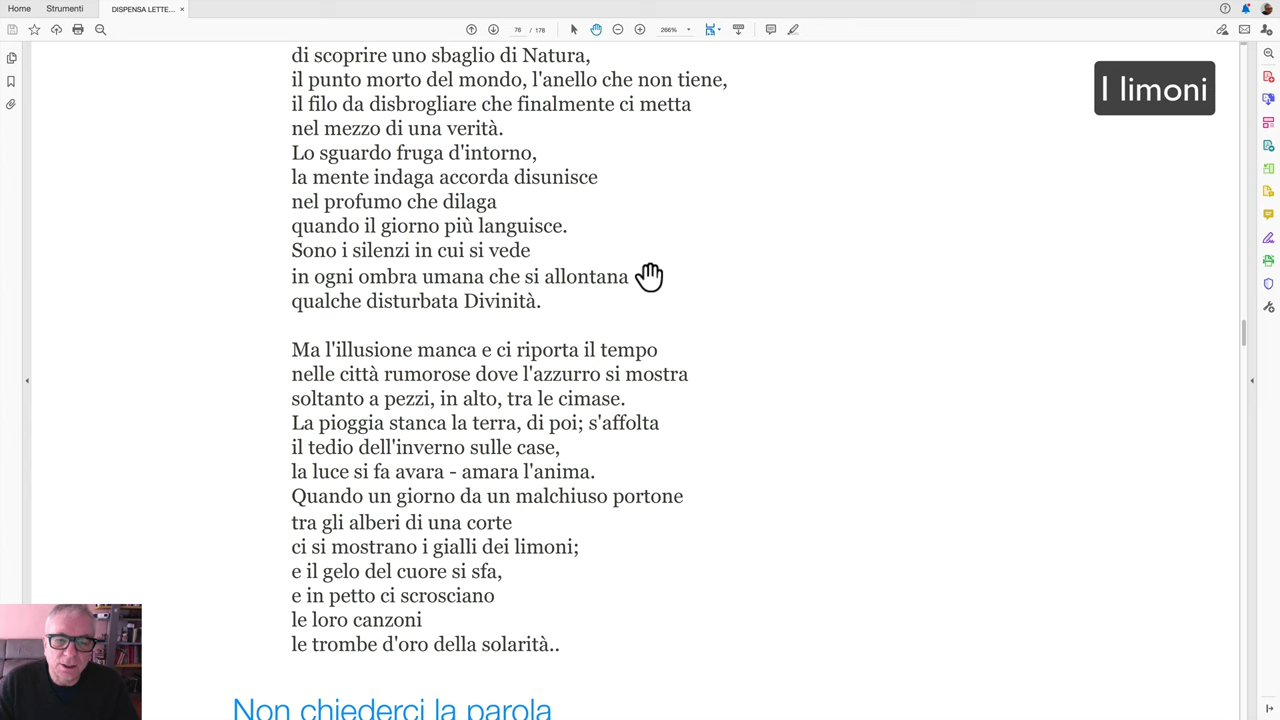 Home
Strumenti
DISPENSA LETTE...
×
76 / 178
266%
I limoni
di scoprire uno sbaglio di Natura,
il punto morto del mondo, l'anello che non tiene,
il filo da disbrogliare che finalmente ci metta
nel mezzo di una verità.
Lo sguardo fruga d'intorno,
la mente indaga accorda disunisce
nel profumo che dilaga
quando il giorno più languisce.
Sono i silenzi in cui si vede
in ogni ombra umana che si allontana
qualche disturbata Divinità.
Ma l'illusione manca e ci riporta il tempo
nelle città rumorose dove l'azzurro si mostra
soltanto a pezzi, in alto, tra le cimase.
La pioggia stanca la terra, di poi; s'affolta
il tedio dell'inverno sulle case,
la luce si fa avara - amara l'anima.
Quando un giorno da un malchiuso portone
tra gli alberi di una corte
ci si mostrano i gialli dei limoni;
e il gelo del cuore si sfa,
e in petto ci scrosciano
le loro canzoni
le trombe d'oro della solarità..
Non chiederci la parola